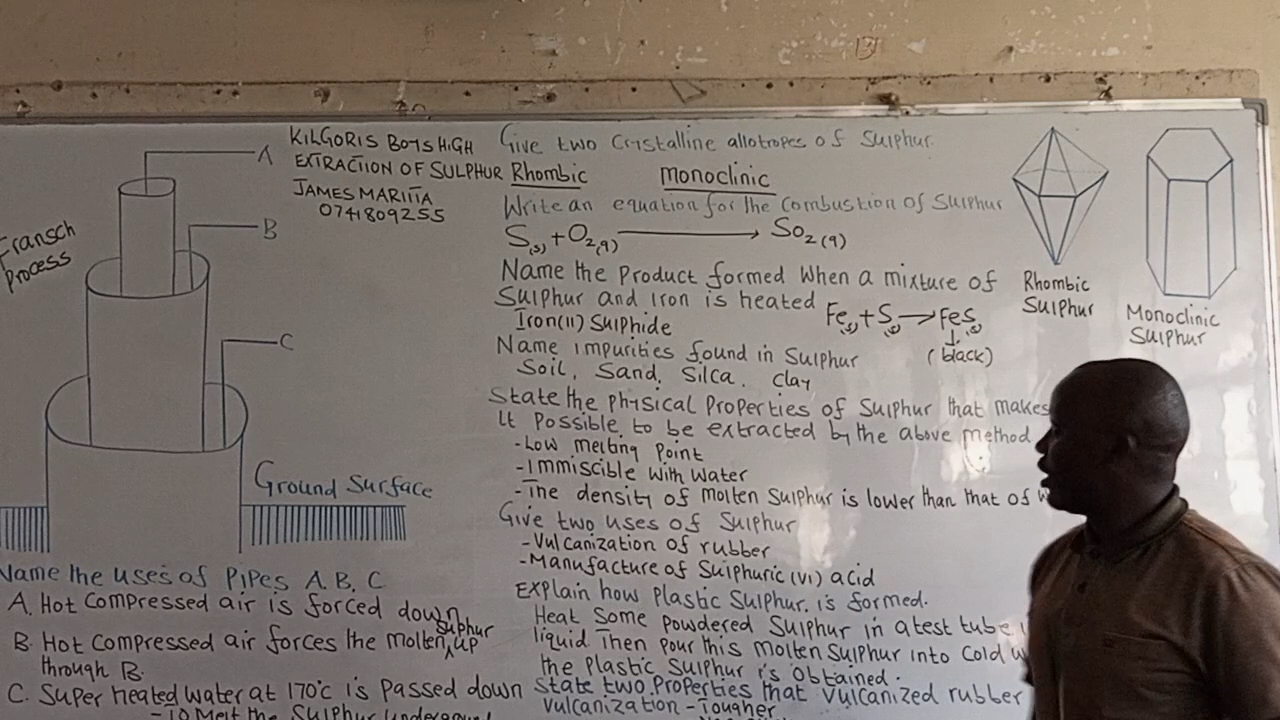 A
B
C
Fransch
Process
KILGORIS BOYS HIGH
EXTRACTION OF SULPHUR
JAMES MARITTA
0741809255
Ground Surface
Name the uses of Pipes A, B, C
A. Hot Compressed air is forced down
B. Hot Compressed air forces the molten sulphur up
through B.
C. Super heated water at 170°c is passed down
- To Melt the Sulphur underground
Give two Crystalline allotropes of Sulphur.
Rhombic monoclinic
Write an equation for the Combustion of Sulphur
S(s) + O2(g) → SO2(g)
Name the Product formed when a mixture of
Sulphur and Iron is heated
Iron(II) Sulphide
Fe(s) + S(s) → FeS(s)
(black)
Name impurities found in Sulphur
Soil, Sand, Silca, clay
State the Physical Properties of Sulphur that makes
it Possible to be extracted by the above method
-Low melting Point
-Immiscible with water
-The density of molten Sulphur is lower than that of
Give two uses of Sulphur
-Vulcanization of rubber
-Manufacture of Sulphuric (VI) acid
Explain how Plastic Sulphur, is formed.
Heat Some powdered Sulphur in a test tube
liquid Then pour this molten Sulphur into Cold
the Plastic Sulphur is Obtained.
State two Properties that Vulcanized rubber
Vulcanization - Tougher
Rhombic
Sulphur
Monoclinic
Sulphur